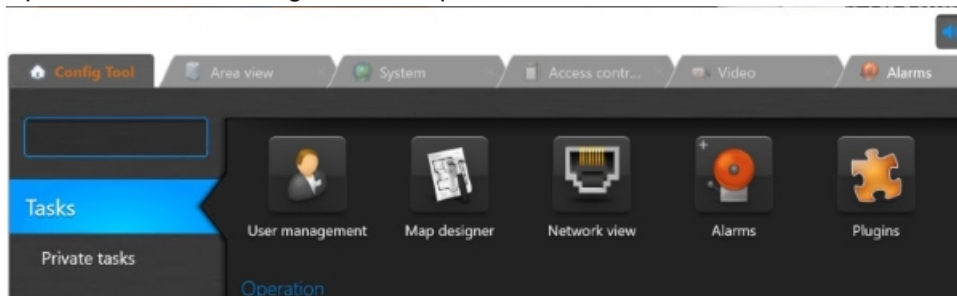 Config Tool
Area view
System
Access contr...
Video
Alarms
Tasks
User management
Map designer
Network view
Alarms
Plugins
Private tasks
Operation